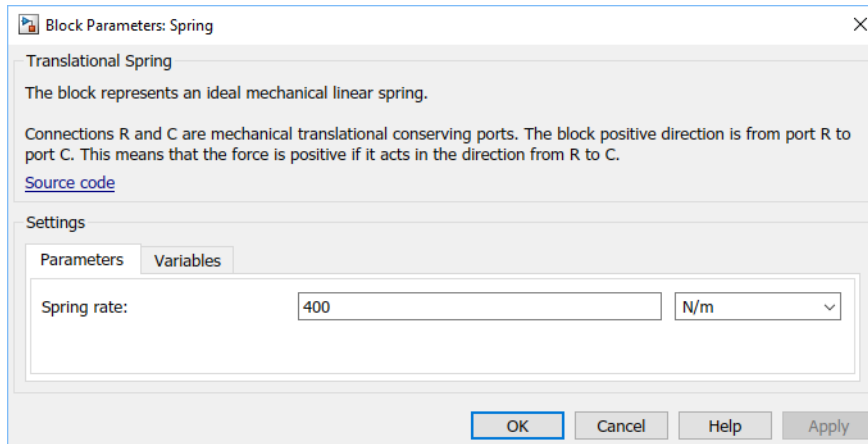 Block Parameters: Spring
Translational Spring
The block represents an ideal mechanical linear spring.
Connections R and C are mechanical translational conserving ports. The block positive direction is from port R to
port C. This means that the force is positive if it acts in the direction from R to C.
Source code
Settings
Parameters Variables
Spring rate: 400 N/m
OK Cancel Help Apply